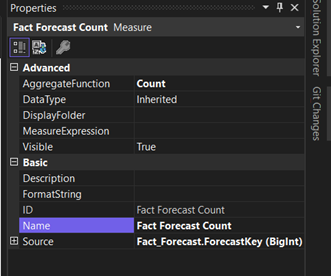 Properties
Fact Forecast Count Measure
Advanced
AggregateFunction Count
DataType Inherited
DisplayFolder
MeasureExpression
Visible True
Basic
Description
FormatString
ID Fact Forecast Count
Name Fact Forecast Count
Source Fact_Forecast.ForecastKey (BigInt)
Solution Explorer
Git Changes